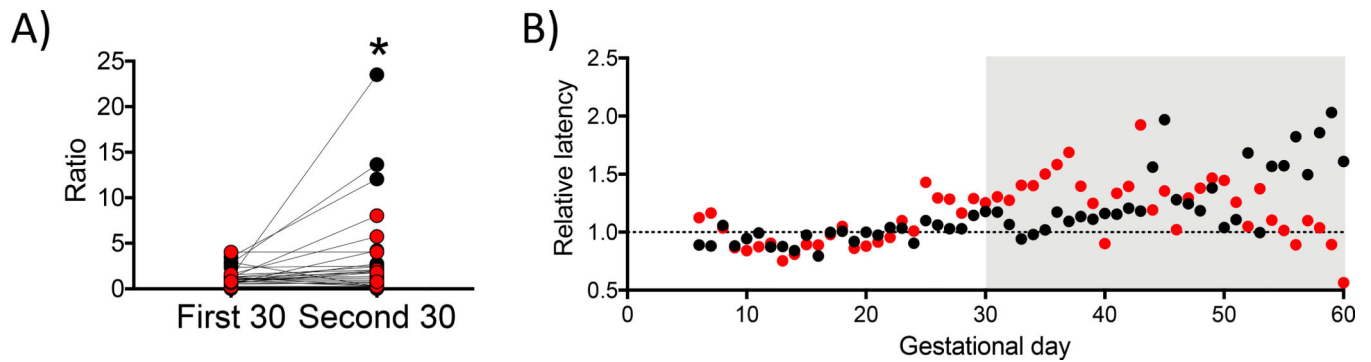 A)
*
25
20
15
10
5
0
Ratio
First 30 Second 30
B)
2.5
2.0
1.5
1.0
0.5
Relative latency
0 10 20 30 40 50 60
Gestational day